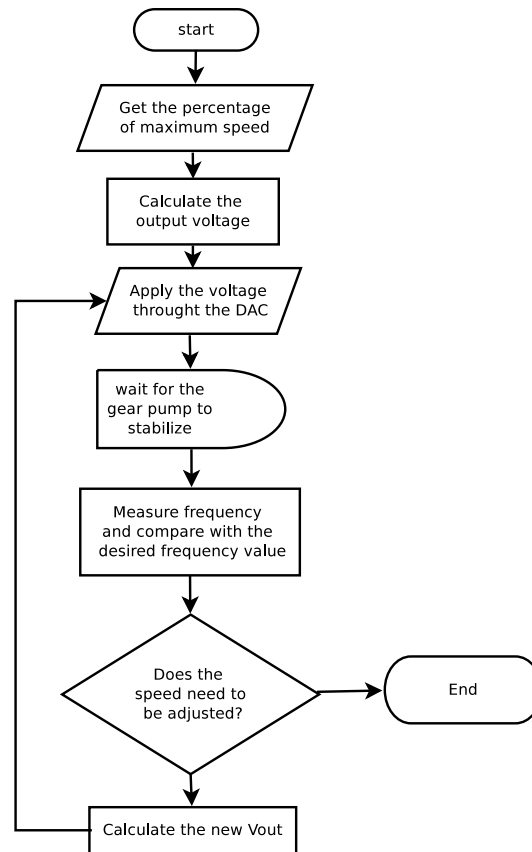 start
Get the percentage
of maximum speed
Calculate the
output voltage
Apply the voltage
throught the DAC
wait for the
gear pump to
stabilize
Measure frequency
and compare with the
desired frequency value
Does the
speed need to
be adjusted?
End
Calculate the new Vout